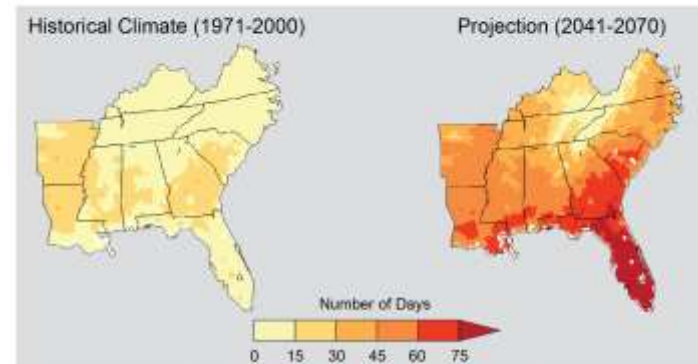 Historical Climate (1971-2000)
Projection (2041-2070)
Number of Days
0 15 30 45 60 75